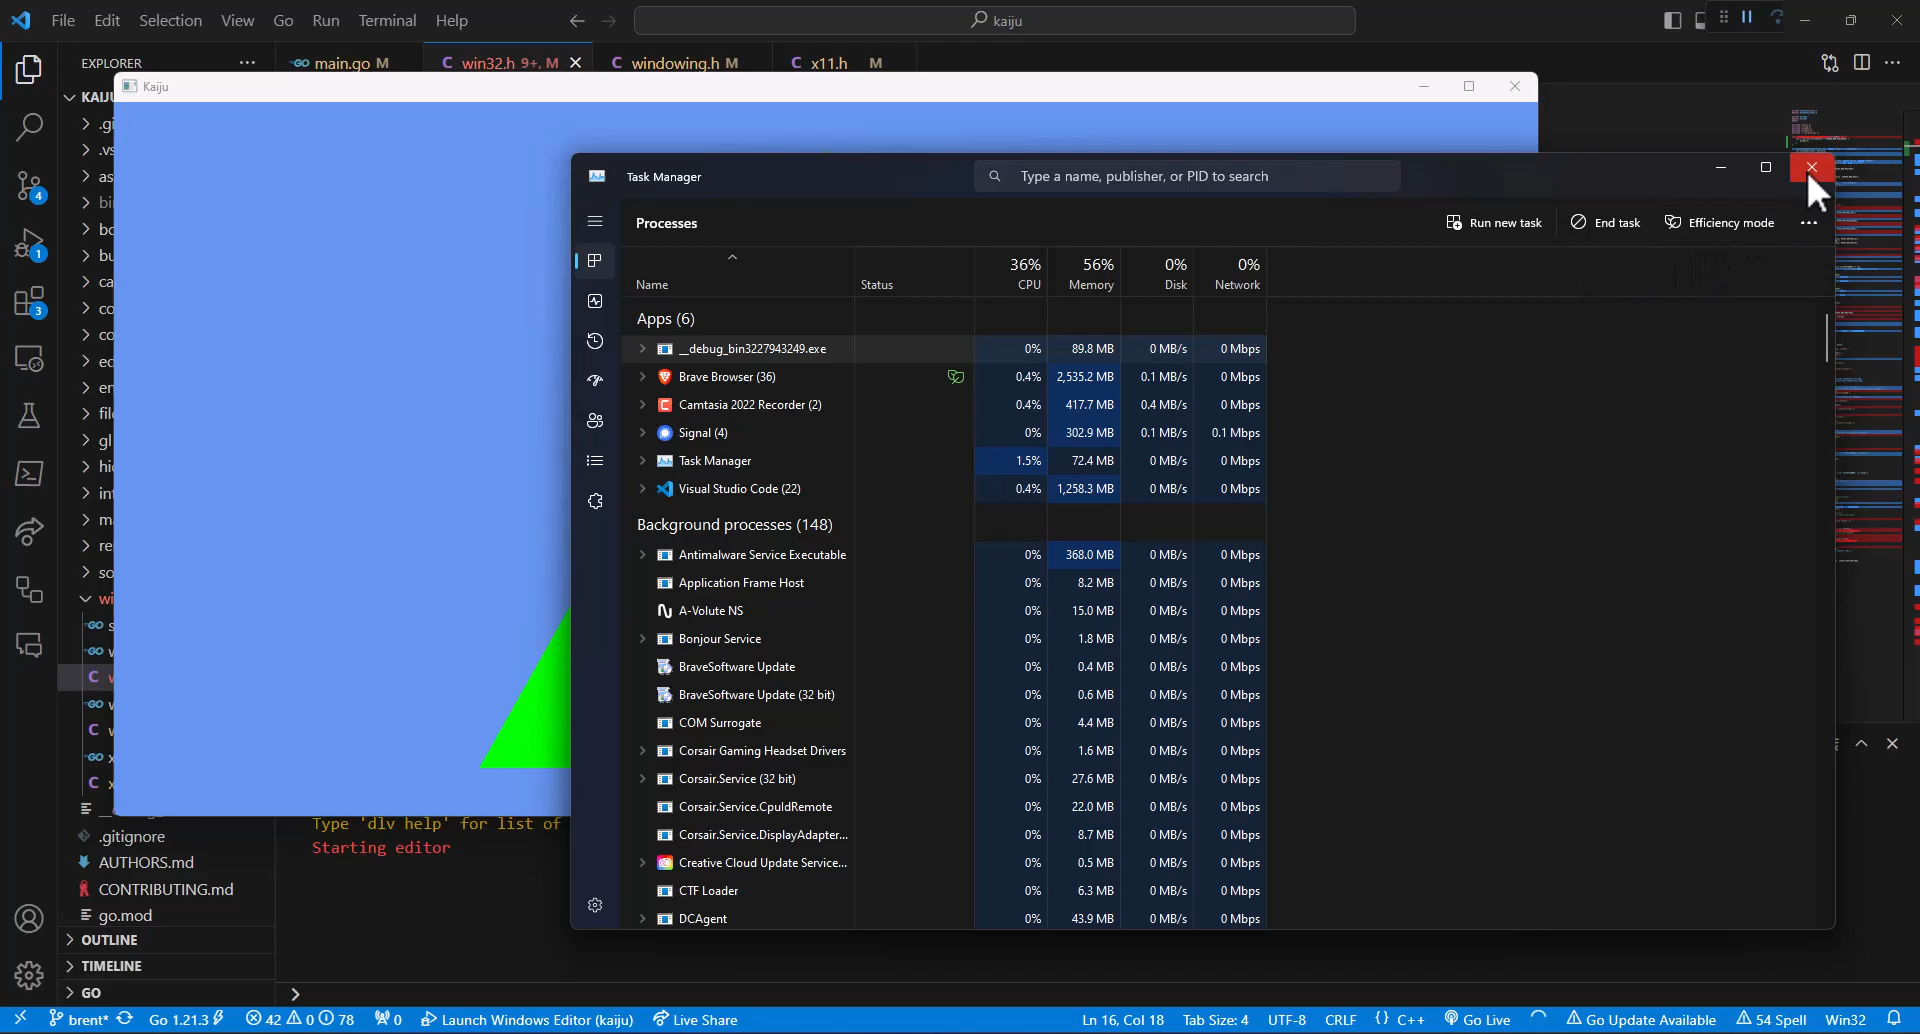 File Edit Selection View Go Run Terminal Help
kaiju
EXPLORER
main.go M
win32.h 9+, M
windowing.h M
x11.h M
Kaiju
Task Manager
Type a name, publisher, or PID to search
Processes
Run new task
End task
Efficiency mode
36% 56% 0% 0%
Name Status CPU Memory Disk Network
Apps (6)
__debug_bin3227943249.exe 0% 89.8 MB 0 MB/s 0 Mbps
Brave Browser (36) 0.4% 2,535.2 MB 0.1 MB/s 0 Mbps
Camtasia 2022 Recorder (2) 0.4% 417.7 MB 0.4 MB/s 0 Mbps
Signal (4) 0% 302.9 MB 0.1 MB/s 0.1 Mbps
Task Manager 1.5% 72.4 MB 0 MB/s 0 Mbps
Visual Studio Code (22) 0.4% 1,258.3 MB 0 MB/s 0 Mbps
Background processes (148)
Antimalware Service Executable 0% 368.0 MB 0 MB/s 0 Mbps
Application Frame Host 0% 8.2 MB 0 MB/s 0 Mbps
A-Volute NS 0% 15.0 MB 0 MB/s 0 Mbps
Bonjour Service 0% 1.8 MB 0 MB/s 0 Mbps
BraveSoftware Update 0% 0.4 MB 0 MB/s 0 Mbps
BraveSoftware Update (32 bit) 0% 0.6 MB 0 MB/s 0 Mbps
COM Surrogate 0% 4.4 MB 0 MB/s 0 Mbps
Corsair Gaming Headset Drivers 0% 1.6 MB 0 MB/s 0 Mbps
Corsair.Service (32 bit) 0% 27.6 MB 0 MB/s 0 Mbps
Corsair.Service.CpuIdRemote 0% 22.0 MB 0 MB/s 0 Mbps
Corsair.Service.DisplayAdapter... 0% 8.7 MB 0 MB/s 0 Mbps
Creative Cloud Update Service... 0% 0.5 MB 0 MB/s 0 Mbps
CTF Loader 0% 6.3 MB 0 MB/s 0 Mbps
DCAgent 0% 43.9 MB 0 MB/s 0 Mbps
Type 'dlv help' for list of
Starting editor
.gitignore
AUTHORS.md
CONTRIBUTING.md
go.mod
OUTLINE
TIMELINE
GO
4
1
3
brent* Go 1.21.3 42 0 78 0 Launch Windows Editor (kaiju) Live Share Ln 16, Col 18 Tab Size: 4 UTF-8 CRLF {} C++ Go Live Go Update Available 54 Spell Win32